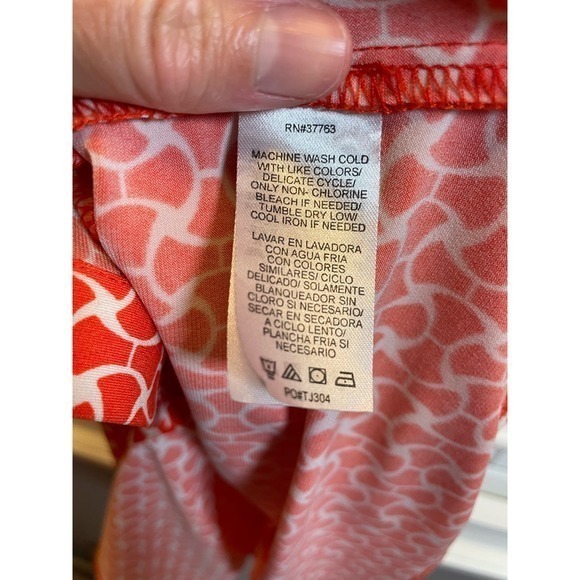 RN#37763
MACHINE WASH COLD
WITH LIKE COLORS/
DELICATE CYCLE/
ONLY NON- CHLORINE
BLEACH IF NEEDED/
TUMBLE DRY LOW/
COOL IRON IF NEEDED
LAVAR EN LAVADORA
CON AGUA FRIA
CON COLORES
SIMILARES/ CICLO
DELICADO/ SOLAMENTE
BLANQUEADOR SIN
CLORO SI NECESARIO/
SECAR EN SECADORA
A CICLO LENTO/
PLANCHA FRIA SI
NECESSARIO
PO#TJ304